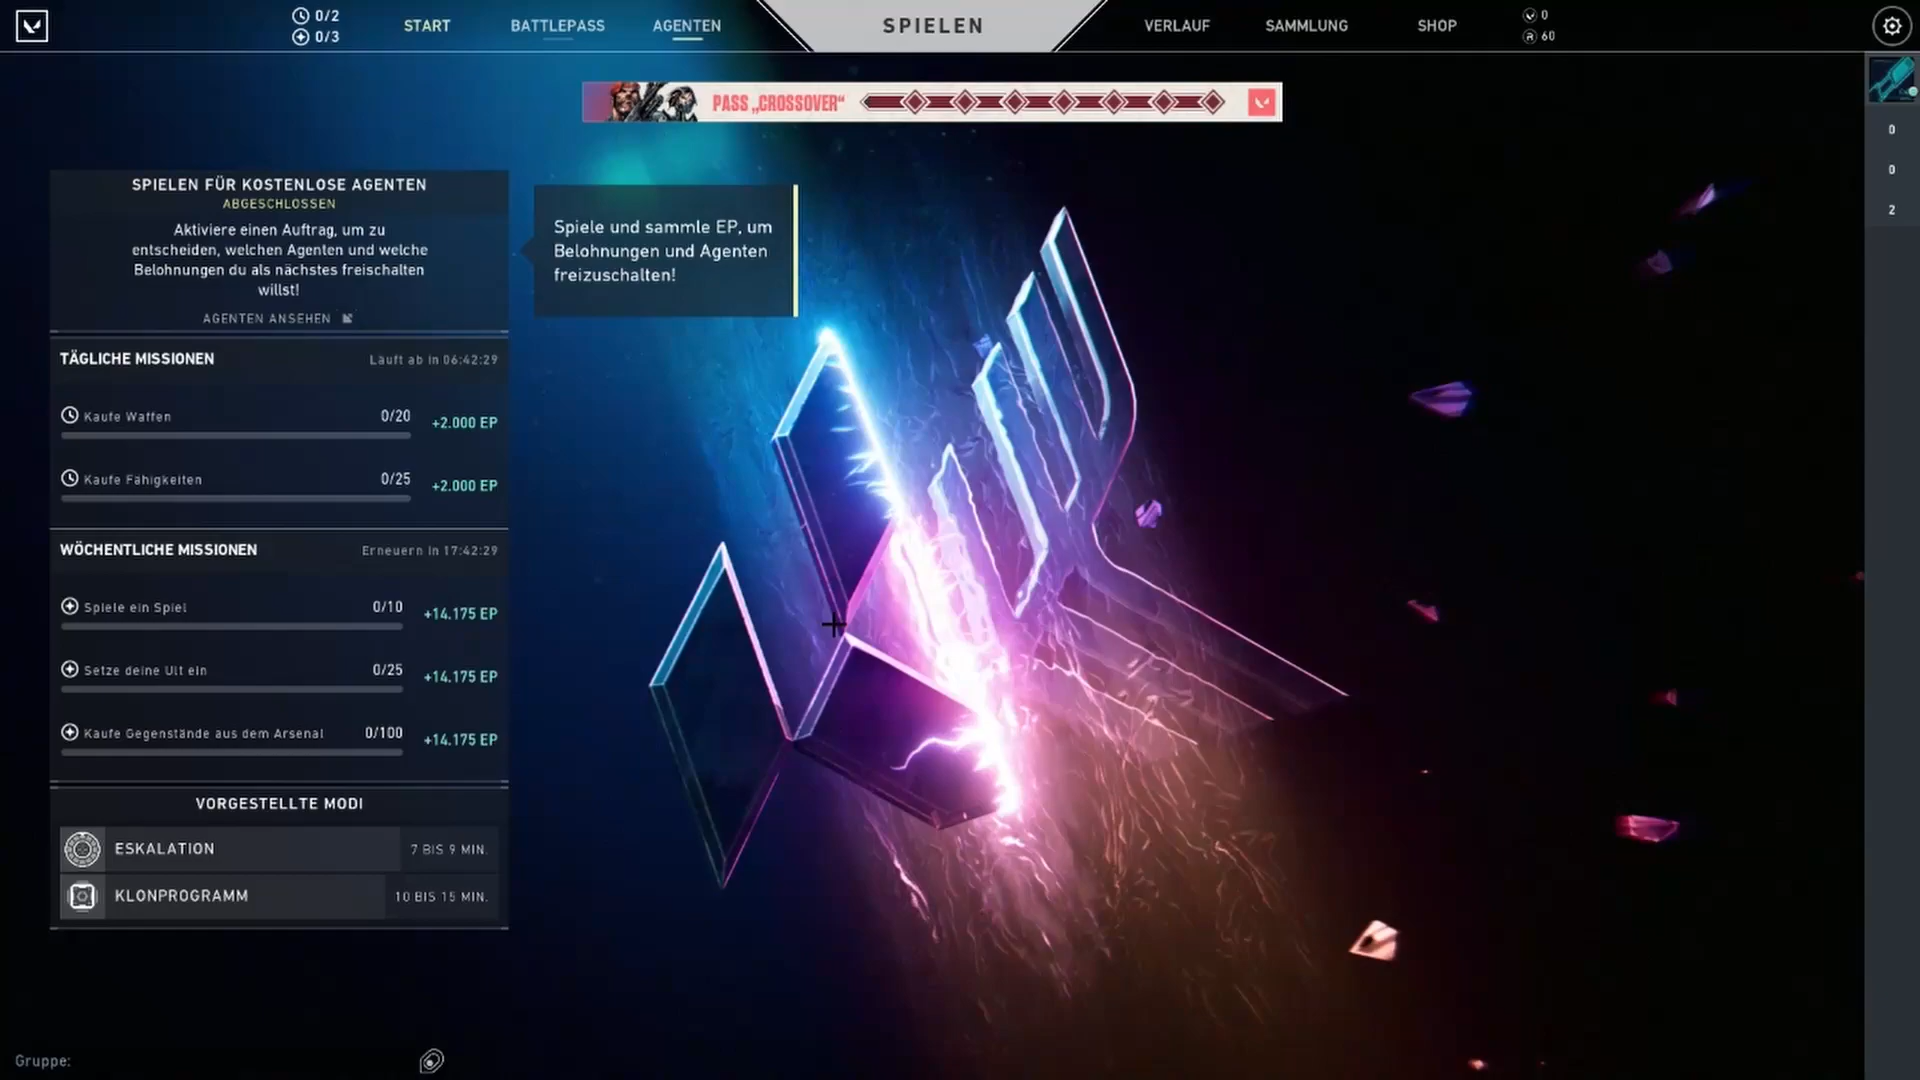 0/2
0/3
START
BATTLEPASS
AGENTEN
SPIELEN
VERLAUF
SAMMLUNG
SHOP
0
60
PASS „CROSSOVER“
SPIELEN FÜR KOSTENLOSE AGENTEN
ABGESCHLOSSEN
Aktiviere einen Auftrag, um zu
entscheiden, welchen Agenten und welche
Belohnungen du als nächstes freischalten
willst!
AGENTEN ANSEHEN
Spiele und sammle EP, um
Belohnungen und Agenten
freizuschalten!
TÄGLICHE MISSIONEN
Läuft ab in 06:42:29
Kaufe Waffen 0/20 +2.000 EP
Kaufe Fähigkeiten 0/25 +2.000 EP
WÖCHENTLICHE MISSIONEN
Erneuern in 17:42:29
Spiele ein Spiel 0/10 +14.175 EP
Setze deine Ult ein 0/25 +14.175 EP
Kaufe Gegenstände aus dem Arsenal 0/100 +14.175 EP
VORGESTELLTE MODI
ESKALATION 7 BIS 9 MIN.
KLONPROGRAMM 10 BIS 15 MIN.
Gruppe:
0
0
2